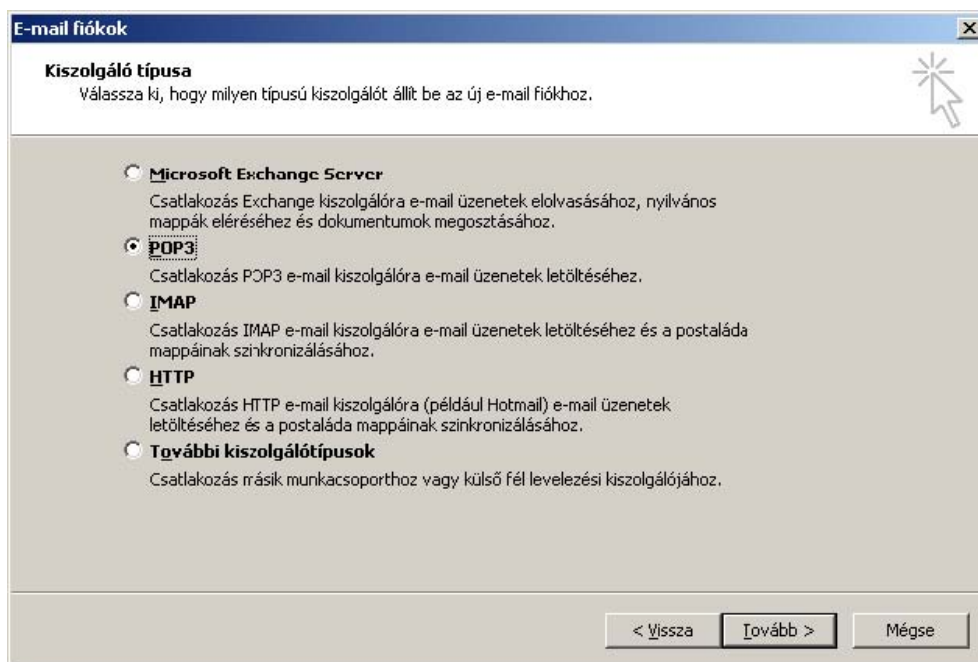 E-mail fiókok
Kiszolgáló típusa
Válassza ki, hogy milyen típusú kiszolgálót állít be az új e-mail fiókhoz.
Microsoft Exchange Server
Csatlakozás Exchange kiszolgálóra e-mail üzenetek elolvasásához, nyilvános
mappák eléréséhez és dokumentumok megosztásához.
POP3
Csatlakozás POP3 e-mail kiszolgálóra e-mail üzenetek letöltéséhez.
IMAP
Csatlakozás IMAP e-mail kiszolgálóra e-mail üzenetek letöltéséhez és a postaláda
mappáinak szinkronizálásához.
HTTP
Csatlakozás HTTP e-mail kiszolgálóra (például Hotmail) e-mail üzenetek
letöltéséhez és a postaláda mappáinak szinkronizálásához.
További kiszolgálótípusok
Csatlakozás másik munkacsoporthoz vagy külső fél levelezési kiszolgálójához.
< Vissza Tovább > Mégse